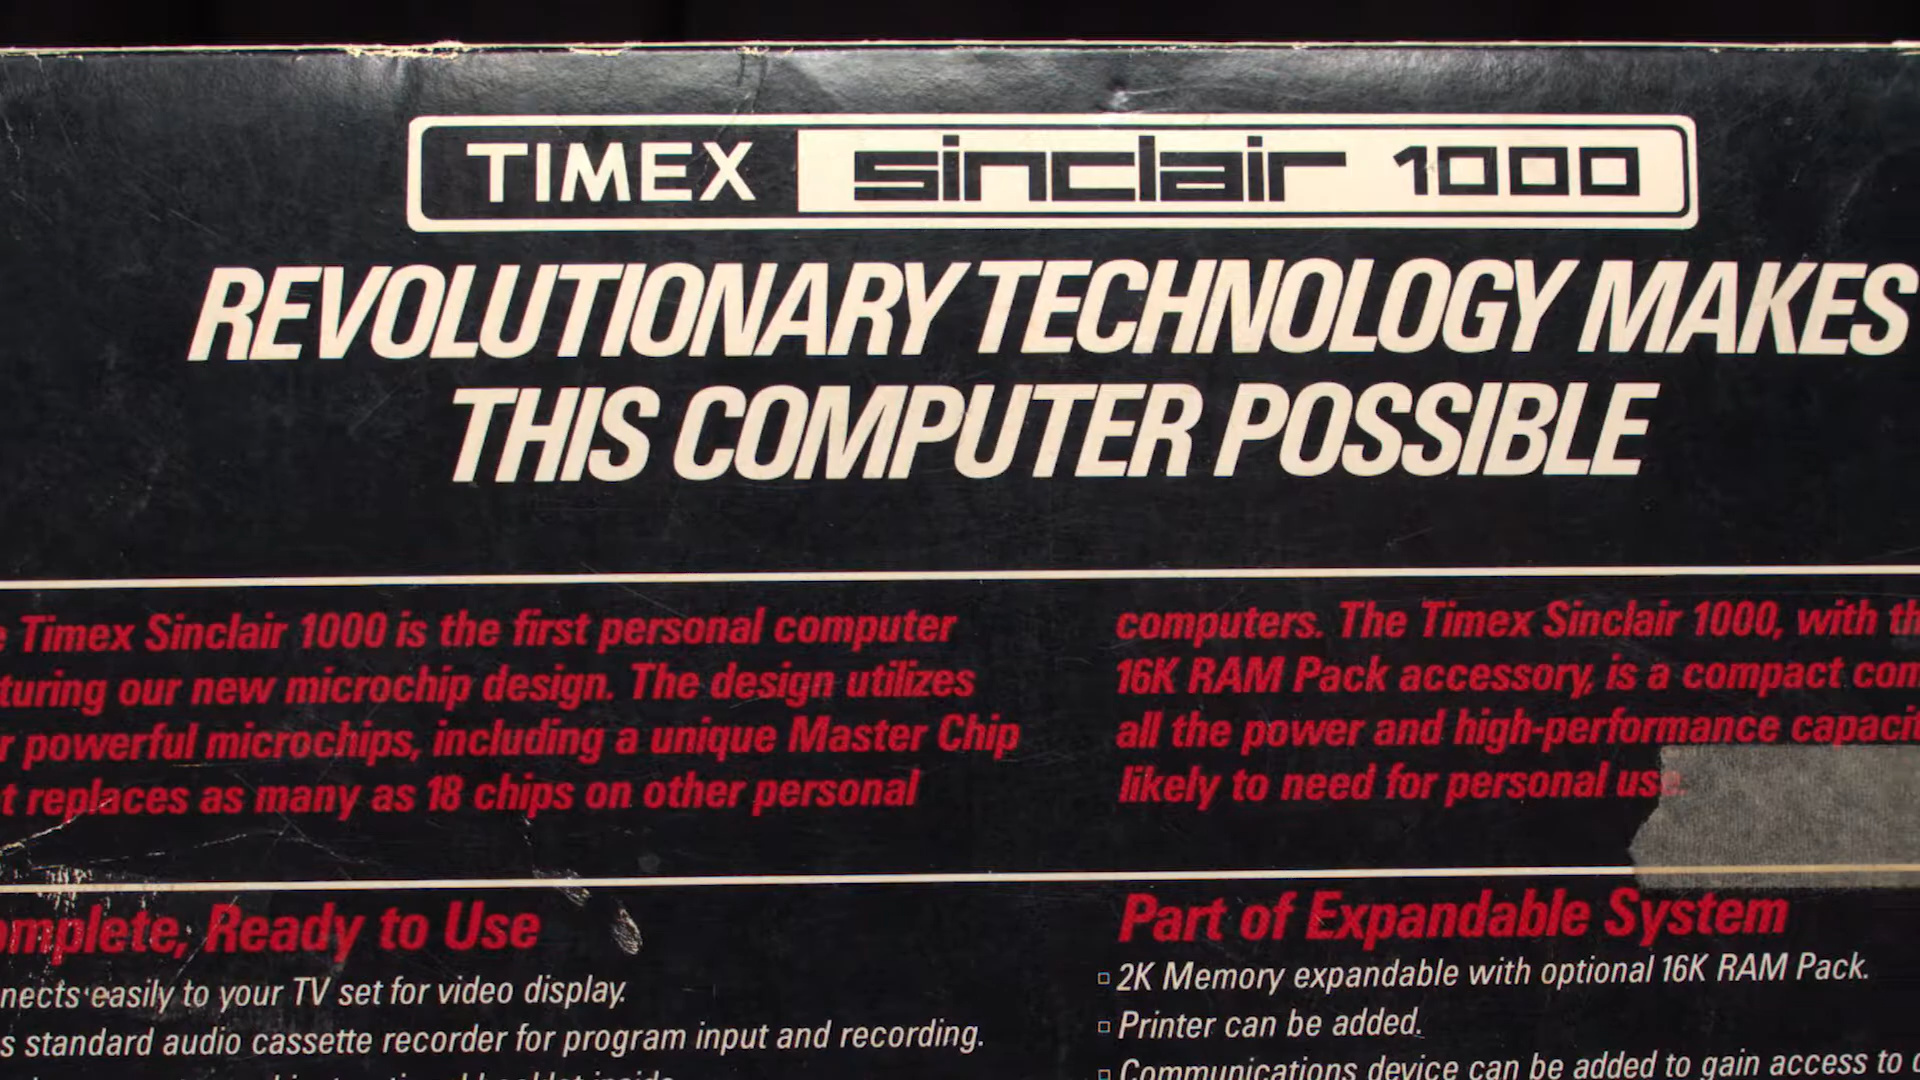 TIMEX sinclair 1000
REVOLUTIONARY TECHNOLOGY MAKES
THIS COMPUTER POSSIBLE
Timex Sinclair 1000 is the first personal computer
turing our new microchip design. The design utilizes
r powerful microchips, including a unique Master Chip
t replaces as many as 18 chips on other personal
computers. The Timex Sinclair 1000, with th
16K RAM Pack accessory, is a compact com
all the power and high-performance capacit
likely to need for personal use.
omplete, Ready to Use
nects easily to your TV set for video display.
s standard audio cassette recorder for program input and recording.
Part of Expandable System
▫ 2K Memory expandable with optional 16K RAM Pack.
▫ Printer can be added.
▫ Communications device can be added to gain access to